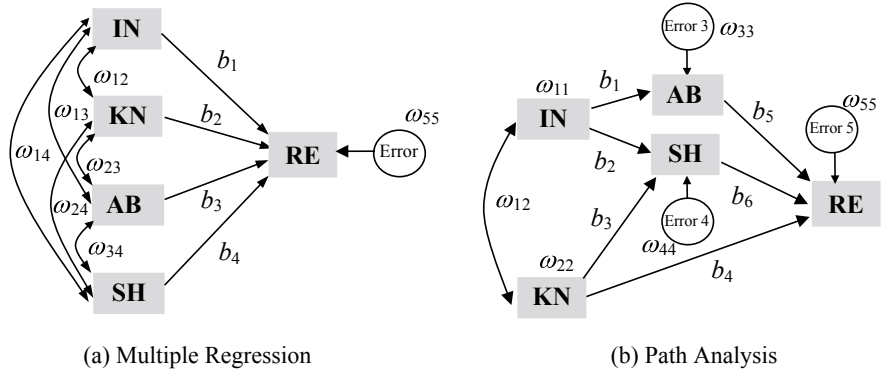 IN
b1
ω12
KN
b2
ω13
ω14
ω23
ω55
Error
RE
AB
b3
ω24
ω34
b4
SH
(a) Multiple Regression
Error 3
ω33
ω11
b1
AB
IN
b5
ω55
Error 5
b2
SH
b6
RE
ω12
b3
Error 4
ω44
ω22
b4
KN
(b) Path Analysis